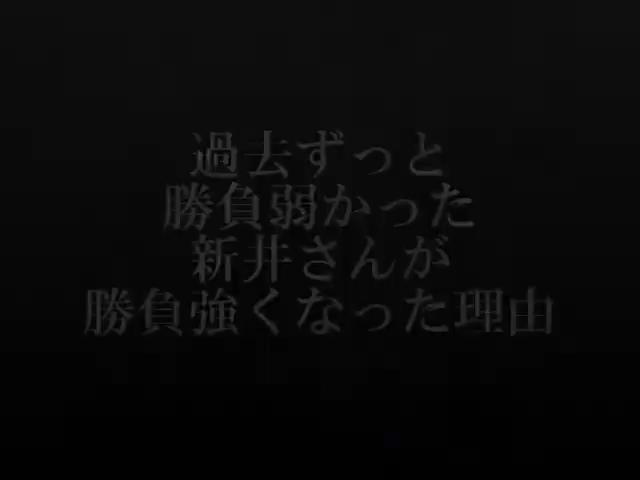 過去ずっと
勝負弱かった
新井さんが
勝負強くなった理由